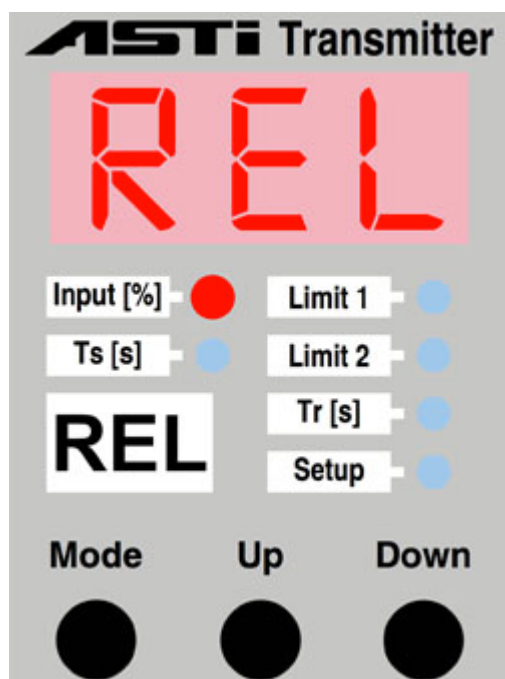 ASTi Transmitter
REL
Input [%]
Limit 1
Ts [s]
Limit 2
REL
Tr [s]
Setup
Mode Up Down